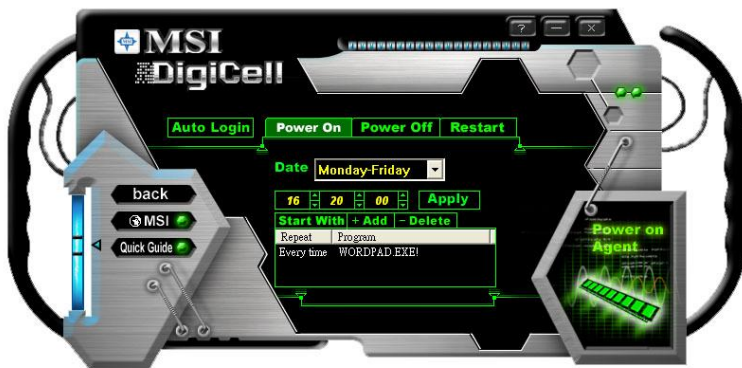 ? — X
MSI
DigiCell
Auto Login Power On Power Off Restart
Date Monday-Friday
16 20 00 Apply
Start With + Add - Delete
Repeat Program
Every time WORDPAD.EXE!
back
MSI
Quick Guide
Power on
Agent